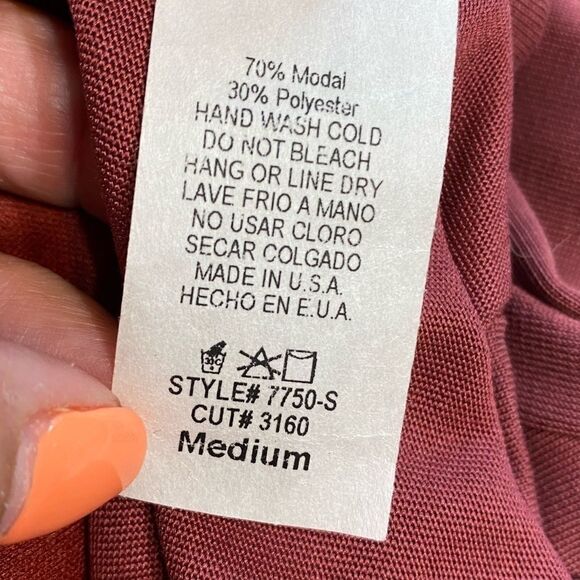 70% Modal
30% Polyester
HAND WASH COLD
DO NOT BLEACH
HANG OR LINE DRY
LAVE FRIO A MANO
NO USAR CLORO
SECAR COLGADO
MADE IN U.S.A.
HECHO EN E.U.A.
30C
STYLE# 7750-S
CUT# 3160
Medium